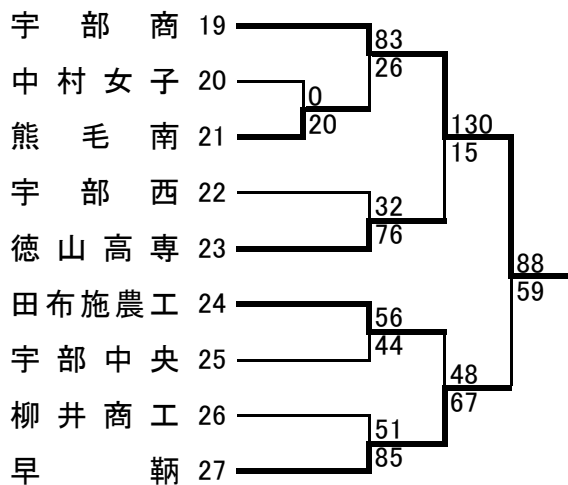 宇部商 19
中村女子 20
熊毛南 21
宇部西 22
徳山高専 23
田布施農工 24
宇部中央 25
柳井商工 26
早鞆 27
83
26
0
20
130
15
32
76
88
59
56
44
48
67
51
85